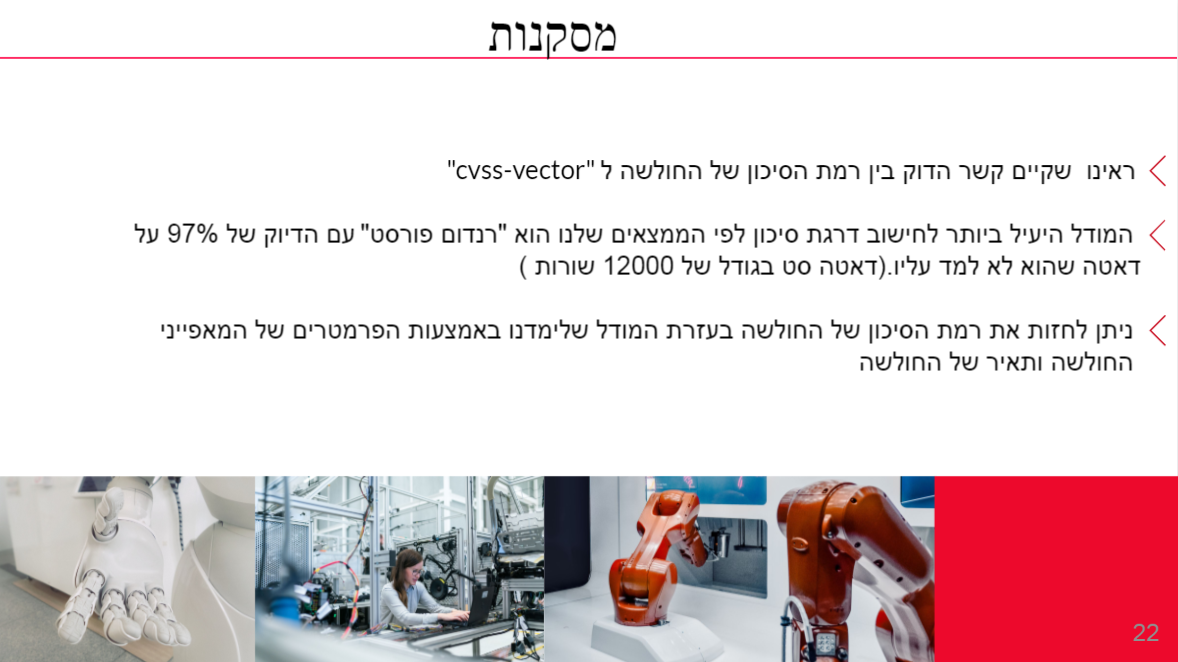 מסקנות
ראינו שקיים קשר הדוק בין רמת הסיכון של החולשה ל "cvss-vector"
המודל היעיל ביותר לחישוב דרגת סיכון לפי הממצאים שלנו הוא "רנדום פורסט" עם הדיוק של 97% על
דאטה שהוא לא למד עליו.(דאטה סט בגודל של 12000 שורות )
ניתן לחזות את רמת הסיכון של החולשה בעזרת המודל שלימדנו באמצעות הפרמטרים של המאפייני
החולשה ותאיר של החולשה
22